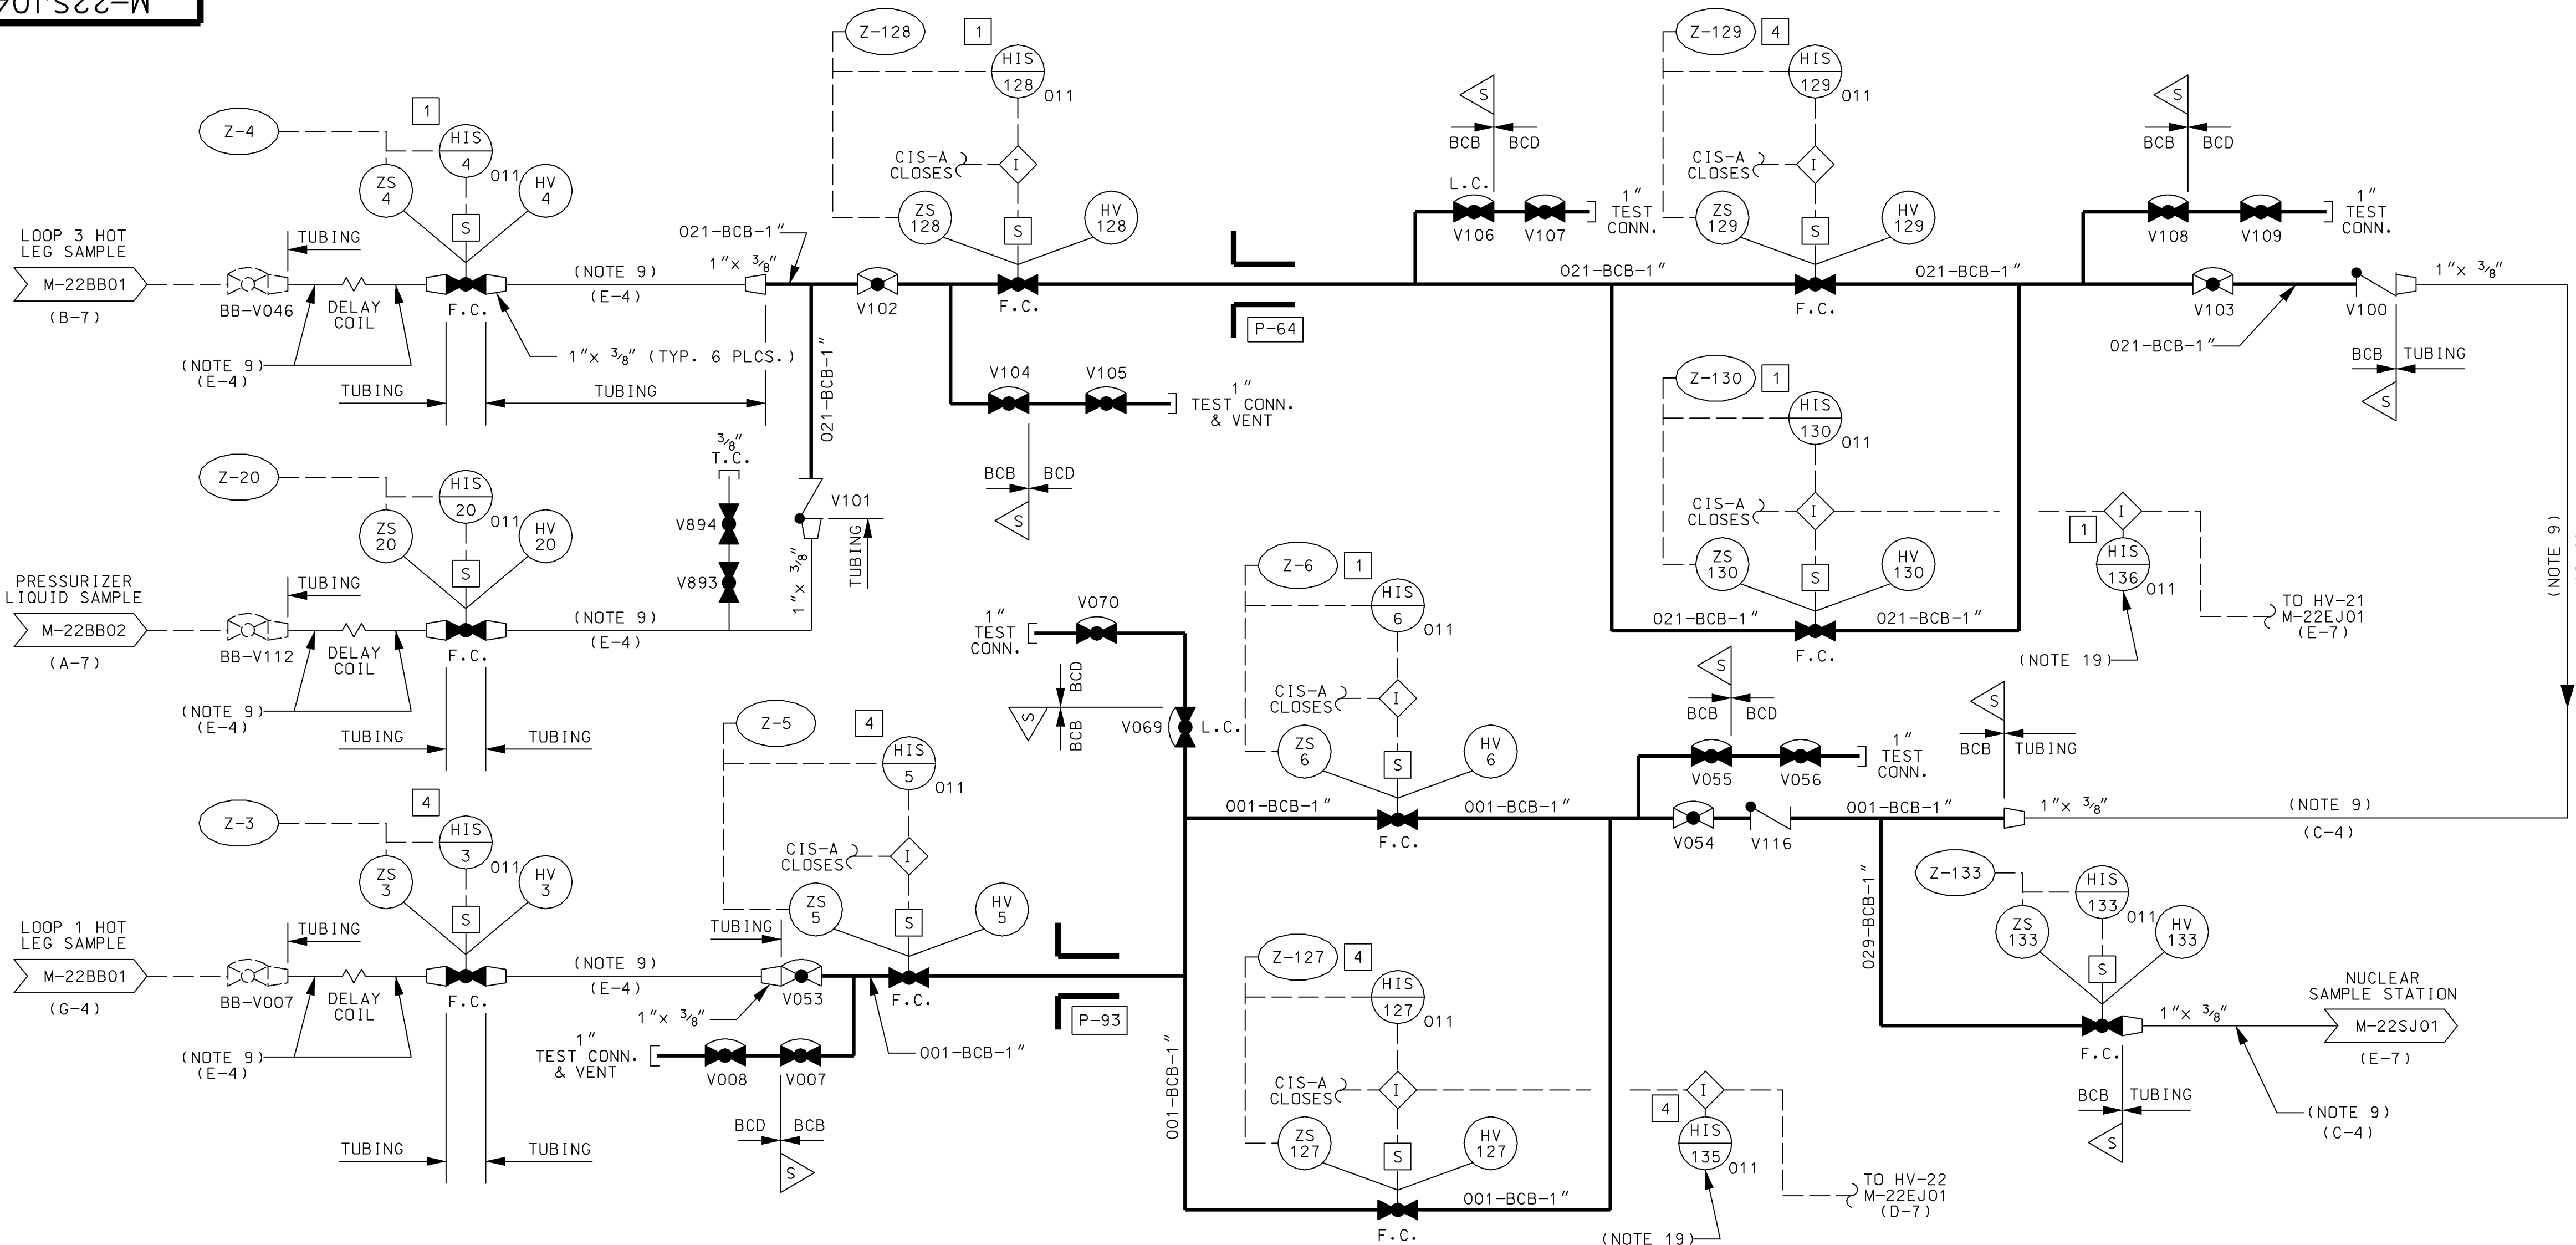 M-22SJ04
Z-4
1
HIS
4
011
ZS
4
HV
4
S
LOOP 3 HOT
LEG SAMPLE
M-22BB01
(B-7)
TUBING
BB-V046
DELAY
COIL
(NOTE 9)
(E-4)
F.C.
(NOTE 9)
(E-4)
1"x 3/8" (TYP. 6 PLCS.)
TUBING
TUBING
1"x 3/8"
021-BCB-1"
021-BCB-1"
V102
Z-128
1
HIS
128
011
CIS-A
CLOSES
I
ZS
128
HV
128
S
F.C.
V104
V105
1"
TEST CONN.
& VENT
BCB
BCD
S
P-64
S
BCB
BCD
L.C.
V106
V107
1"
TEST
CONN.
021-BCB-1"
Z-129
4
HIS
129
011
CIS-A
CLOSES
I
ZS
129
HV
129
S
F.C.
021-BCB-1"
S
BCB
BCD
V108
V109
1"
TEST
CONN.
V103
021-BCB-1"
V100
1"x 3/8"
BCB
TUBING
S
(NOTE 9)
Z-130
1
HIS
130
011
CIS-A
CLOSES
I
ZS
130
HV
130
S
021-BCB-1"
021-BCB-1"
F.C.
I
1
HIS
136
011
(NOTE 19)
TO HV-21
M-22EJ01
(E-7)
Z-20
HIS
20
011
ZS
20
HV
20
S
PRESSURIZER
LIQUID SAMPLE
M-22BB02
(A-7)
TUBING
BB-V112
DELAY
COIL
(NOTE 9)
(E-4)
F.C.
(NOTE 9)
(E-4)
TUBING
TUBING
3/8"
T.C.
V894
V893
V101
1"x 3/8"
TUBING
1"
TEST
CONN.
V070
BCD
BCB
S
V069
L.C.
Z-6
1
HIS
6
011
CIS-A
CLOSES
I
ZS
6
HV
6
S
001-BCB-1"
001-BCB-1"
F.C.
S
BCB
BCD
V055
V056
1"
TEST
CONN.
V054
V116
001-BCB-1"
S
BCB
TUBING
1"x 3/8"
(NOTE 9)
(C-4)
Z-3
4
HIS
3
011
ZS
3
HV
3
S
LOOP 1 HOT
LEG SAMPLE
M-22BB01
(G-4)
TUBING
BB-V007
DELAY
COIL
(NOTE 9)
(E-4)
F.C.
(NOTE 9)
(E-4)
TUBING
TUBING
Z-5
4
HIS
5
011
CIS-A
CLOSES
I
ZS
5
HV
5
S
TUBING
V053
1"x 3/8"
F.C.
1"
TEST CONN.
& VENT
V008
V007
001-BCB-1"
BCD
BCB
S
P-93
001-BCB-1"
Z-127
4
HIS
127
011
CIS-A
CLOSES
I
ZS
127
HV
127
S
001-BCB-1"
F.C.
I
4
HIS
135
011
(NOTE 19)
TO HV-22
M-22EJ01
(D-7)
029-BCB-1"
Z-133
HIS
133
011
ZS
133
HV
133
S
F.C.
1"x 3/8"
NUCLEAR
SAMPLE STATION
M-22SJ01
(E-7)
BCB
TUBING
S
(NOTE 9)
(C-4)